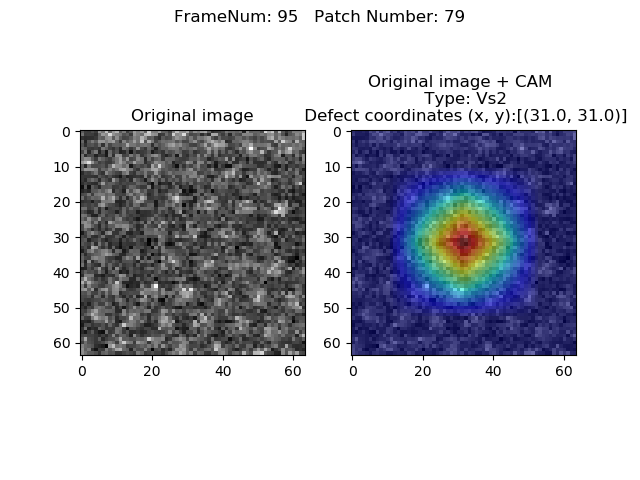 FrameNum: 95   Patch Number: 79
Original image
0
10
20
30
40
50
60
0 20 40 60
Original image + CAM
Type: Vs2
Defect coordinates (x, y):[(31.0, 31.0)]
0
10
20
30
40
50
60
0 20 40 60